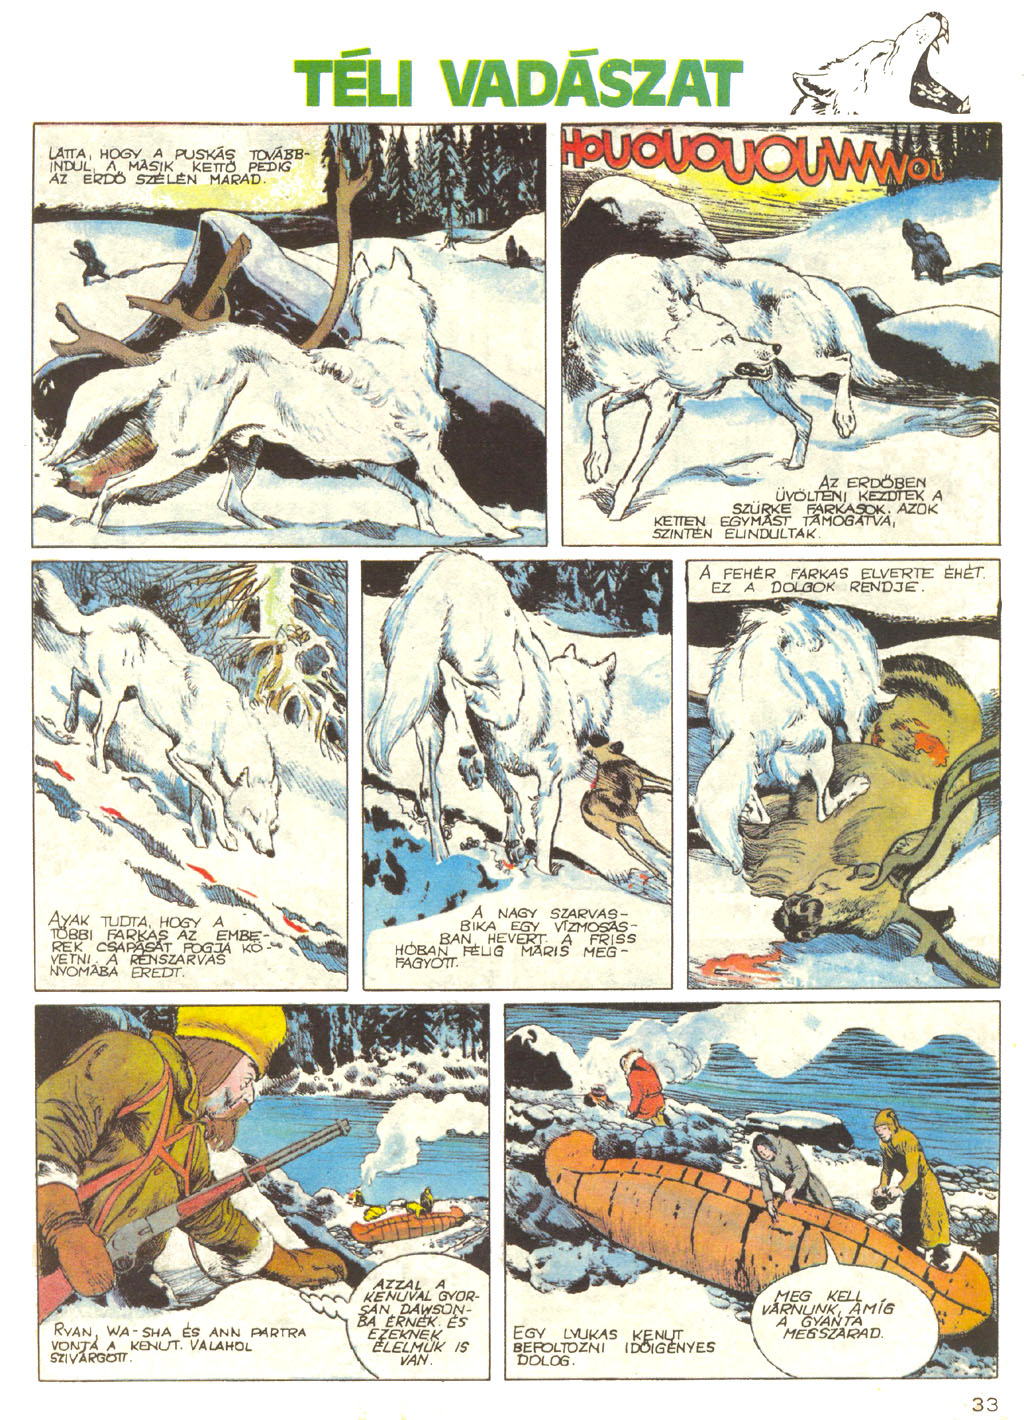 TÉLI VADÁSZAT
LÁTTA, HOGY A PUSKÁS TOVÁBB-
INDUL, A MÁSIK KETTŐ PEDIG
AZ ERDŐ SZÉLÉN MARAD.
HOUOUOUOUWWWOU
AZ ERDŐBEN
ÜVÖLTENI KEZDTEK A
SZÜRKE FARKASOK. AZOK
KETTEN EGYMÁST TÁMOGATVA,
SZINTÉN ELINDULTAK.
AYAK TUDTA, HOGY A
TÖBBI FARKAS AZ EMBE-
REK CSAPÁSÁT FOGJA KÖ-
VETNI. A RÉNSZARVAS
NYOMÁBA EREDT.
A NAGY SZARVAS-
BIKA EGY VÍZMOSÁS-
BAN HEVERT. A FRISS
HÓBAN FÉLIG MÁRIS MEG-
FAGYOTT.
A FEHÉR FARKAS ELVERTE ÉHÉT.
EZ A DOLGOK RENDJE.
RYAN, WA-SHA ÉS ANN PARTRA
VONTA A KENUT. VALAHOL
SZIVÁRGOTT.
AZZAL A
KENUVAL GYOR-
SAN DAWSON-
BA ÉRNÉK. ÉS
EZEKNEK
ÉLELMÜK IS
VAN.
EGY LYUKAS KENUT
BEFOLTOZNI IDŐIGÉNYES
DOLOG.
MEG KELL
VÁRNUNK, AMÍG
A GYANTA
MEGSZÁRAD.
33